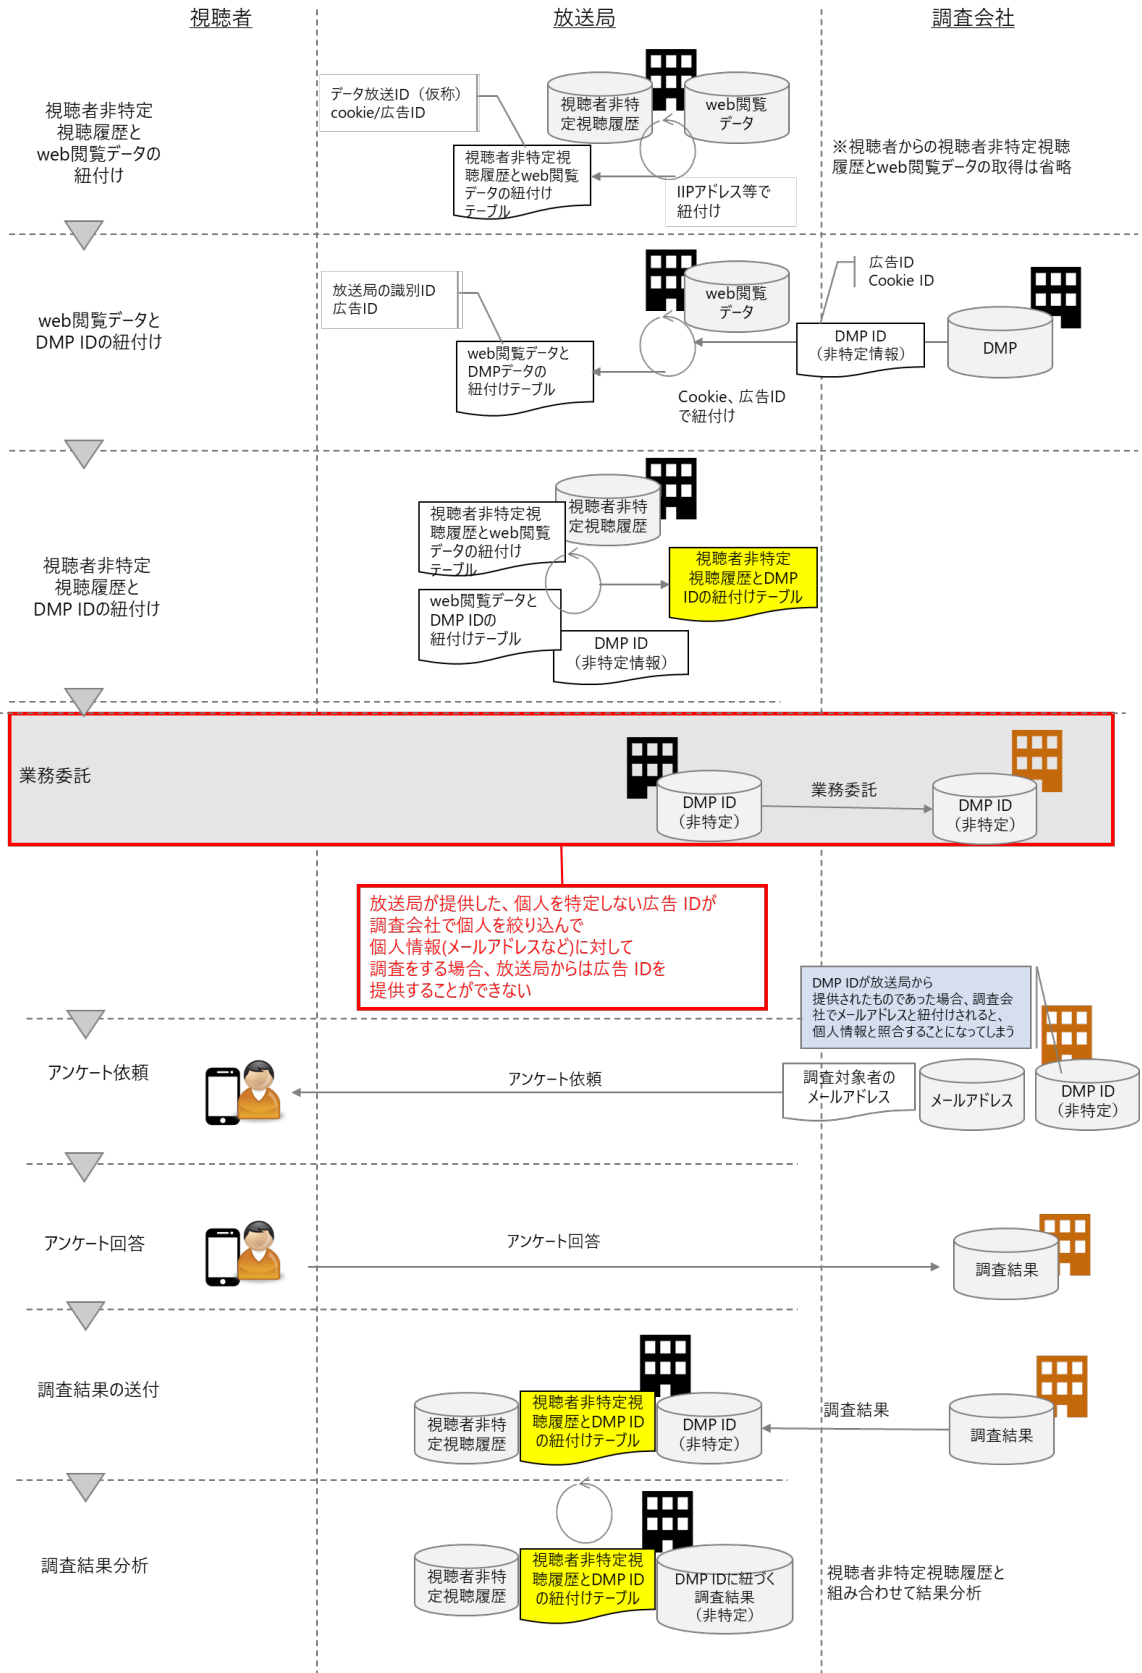 視聴者
放送局
調査会社
視聴者非特定
視聴履歴と
web閲覧データの
紐付け
データ放送ID（仮称）
cookie/広告ID
視聴者非特
定視聴履歴
web閲覧
データ
視聴者非特定視
聴履歴とweb閲覧
データの紐付け
テーブル
IIPアドレス等で
紐付け
※視聴者からの視聴者非特定視聴
履歴とweb閲覧データの取得は省略
web閲覧データと
DMP IDの紐付け
放送局の識別ID
広告ID
web閲覧データと
DMPデータの
紐付けテーブル
web閲覧
データ
Cookie、広告ID
で紐付け
広告ID
Cookie ID
DMP ID
（非特定情報）
DMP
視聴者非特定
視聴履歴と
DMP IDの紐付け
視聴者非特定視
聴履歴とweb閲覧
データの紐付け
テーブル
視聴者非特
定視聴履歴
web閲覧データと
DMP IDの
紐付けテーブル
DMP ID
（非特定情報）
視聴者非特定
視聴履歴とDMP
IDの紐付けテーブル
業務委託
DMP ID
（非特定）
業務委託
DMP ID
（非特定）
放送局が提供した、個人を特定しない広告 IDが
調査会社で個人を絞り込んで
個人情報(メールアドレスなど)に対して
調査をする場合、放送局からは広告 IDを
提供することができない
DMP IDが放送局から
提供されたものであった場合、調査会
社でメールアドレスと紐付けされると、
個人情報と照合することになってしまう
アンケート依頼
アンケート依頼
調査対象者の
メールアドレス
メールアドレス
DMP ID
（非特定）
アンケート回答
アンケート回答
調査結果
調査結果の送付
視聴者非特
定視聴履歴
視聴者非特定視
聴履歴とDMP ID
の紐付けテーブル
DMP ID
（非特定）
調査結果
調査結果
調査結果分析
視聴者非特
定視聴履歴
視聴者非特定視
聴履歴とDMP ID
の紐付けテーブル
DMP IDに紐づく
調査結果
（非特定）
視聴者非特定視聴履歴と
組み合わせて結果分析